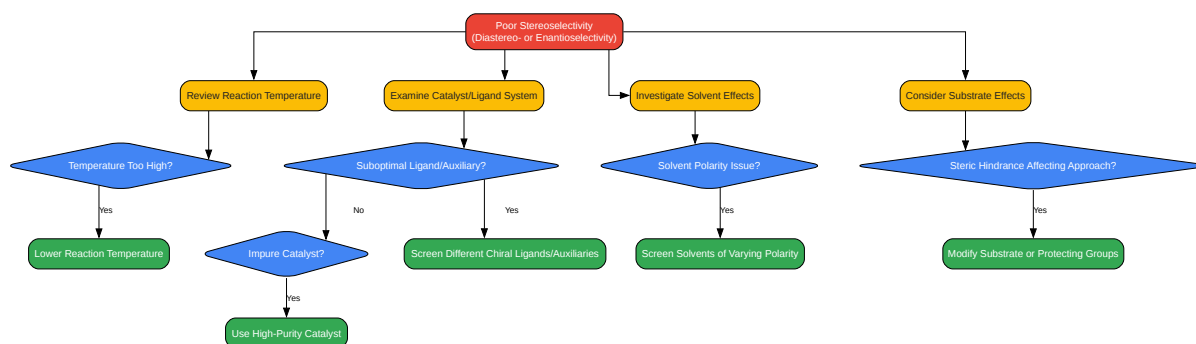 Poor Stereoselectivity
(Diastereo- or Enantioselectivity)
Review Reaction Temperature
Examine Catalyst/Ligand System
Investigate Solvent Effects
Consider Substrate Effects
Temperature Too High?
Suboptimal Ligand/Auxiliary?
Solvent Polarity Issue?
Steric Hindrance Affecting Approach?
Yes
No
Yes
Yes
Yes
Lower Reaction Temperature
Impure Catalyst?
Screen Different Chiral Ligands/Auxiliaries
Screen Solvents of Varying Polarity
Modify Substrate or Protecting Groups
Yes
Use High-Purity Catalyst